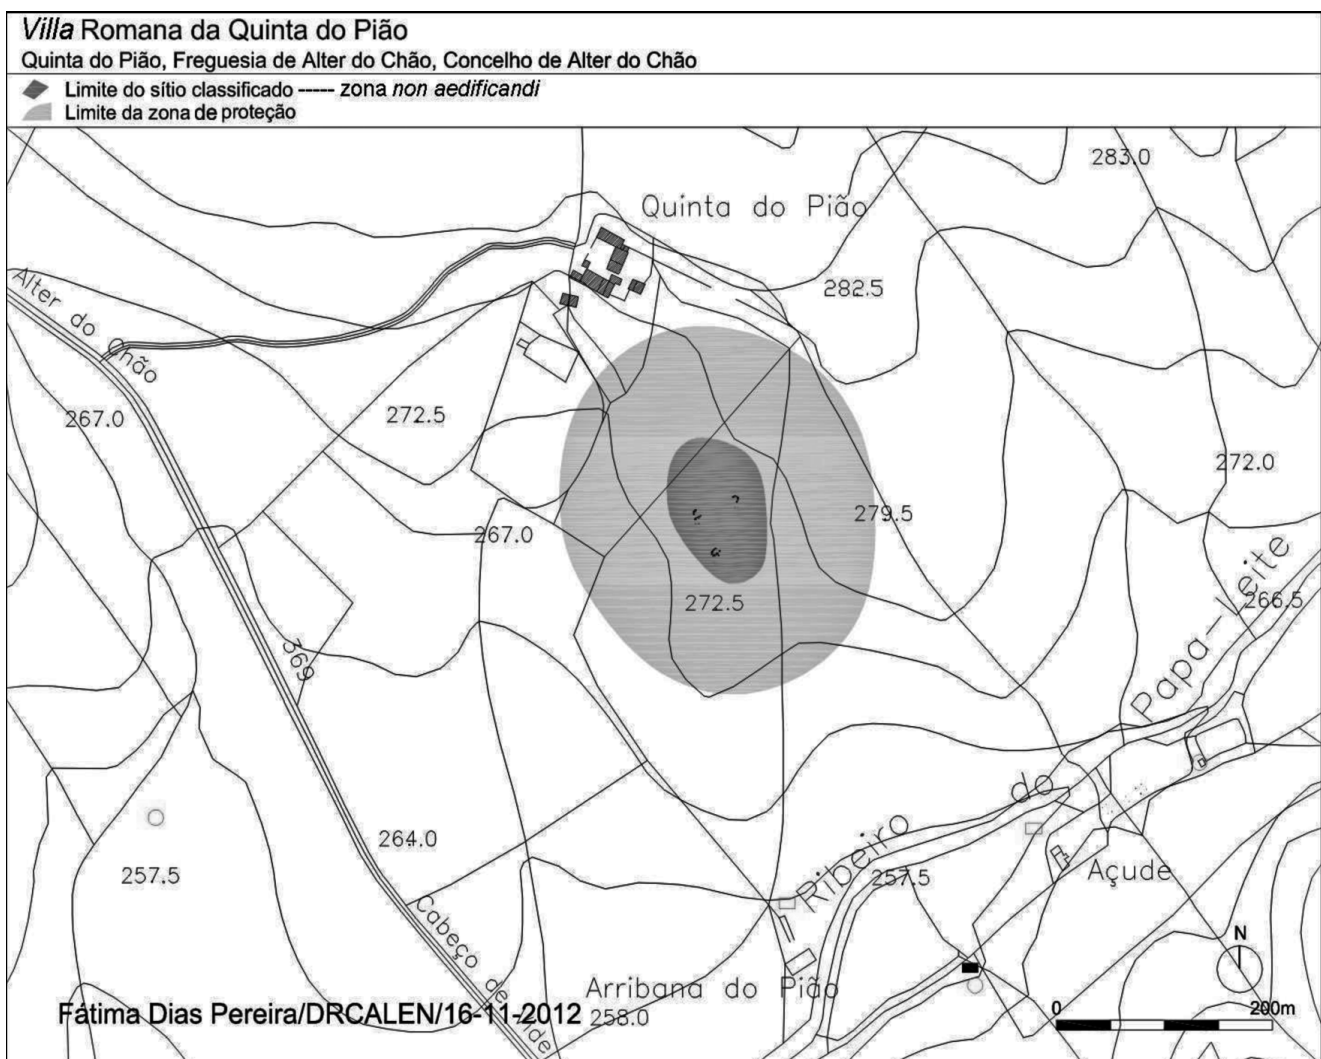 Villa Romana da Quinta do Pião
Quinta do Pião, Freguesia de Alter do Chão, Concelho de Alter do Chão
Limite do sítio classificado ----- zona non aedificandi
Limite da zona de proteção
283.0
Quinta do Pião
282.5
Alter do Chão
267.0
272.5
272.0
279.5
267.0
272.5
266.5
Ribeiro do Papa-Leite
369
264.0
257.5
257.5
Açude
Cabeço de Vide
Arribana do Pião
258.0
N
0 200m
Fátima Dias Pereira/DRCALEN/16-11-2012